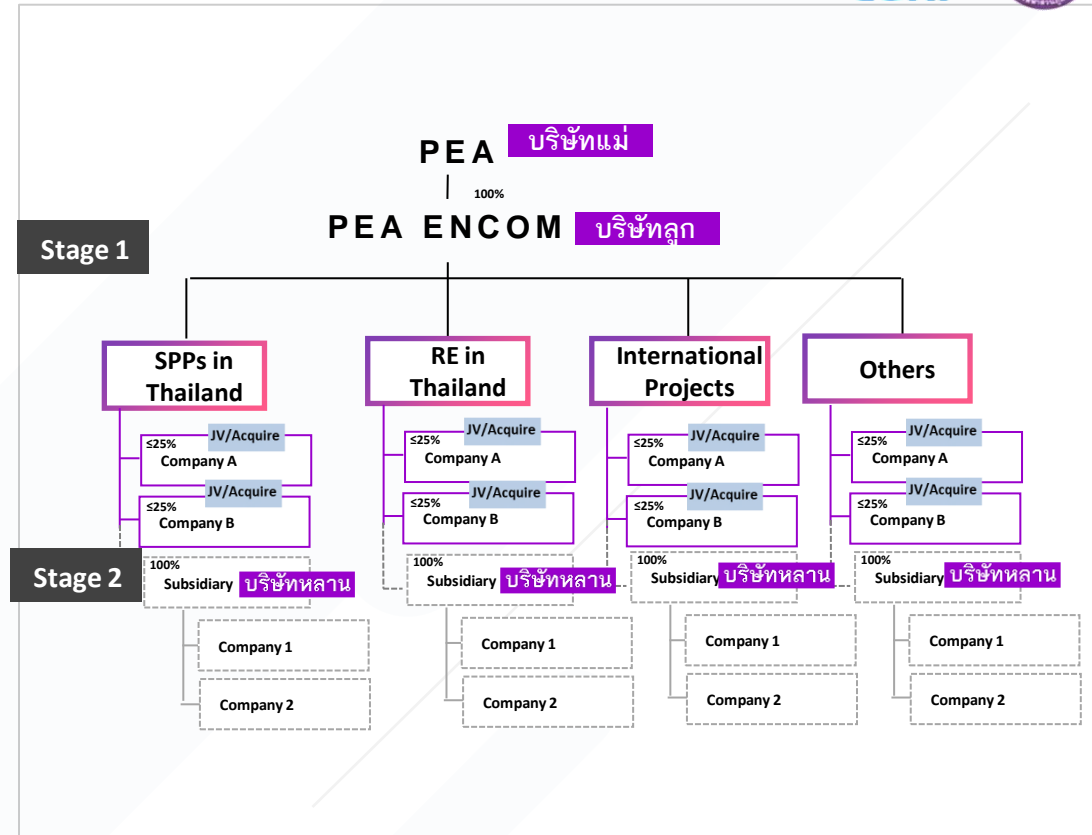 PEA บริษัทแม่
100%
PEA ENCOM บริษัทลูก
Stage 1
SPPs in
Thailand
RE in
Thailand
International
Projects
Others
≤25% JV/Acquire
Company A
≤25% JV/Acquire
Company B
≤25% JV/Acquire
Company A
≤25% JV/Acquire
Company B
≤25% JV/Acquire
Company A
≤25% JV/Acquire
Company B
≤25% JV/Acquire
Company A
≤25% JV/Acquire
Company B
Stage 2
100%
Subsidiary บริษัทหลาน
Company 1
Company 2
100%
Subsidiary บริษัทหลาน
Company 1
Company 2
100%
Subsidiary บริษัทหลาน
Company 1
Company 2
100%
Subsidiary บริษัทหลาน
Company 1
Company 2